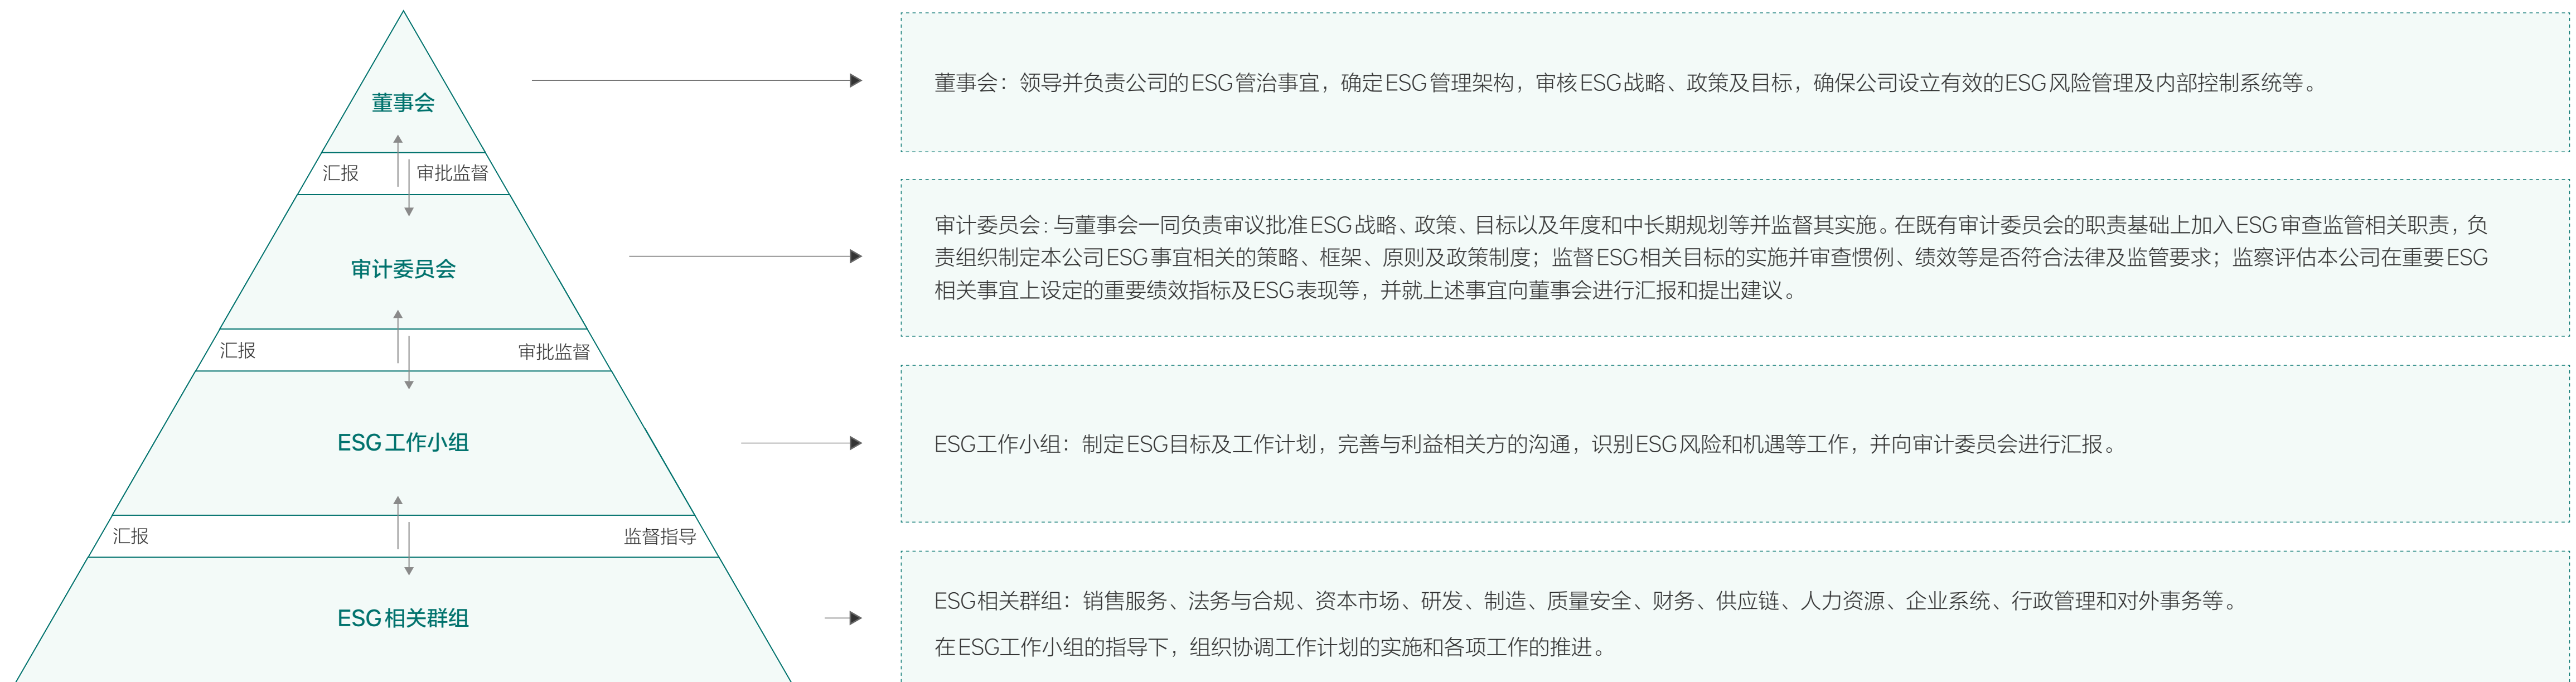 董事会
汇报
审批监督
审计委员会
汇报
审批监督
ESG工作小组
汇报
监督指导
ESG相关群组
董事会：领导并负责公司的ESG管治事宜，确定ESG管理架构，审核ESG战略、政策及目标，确保公司设立有效的ESG风险管理及内部控制系统等。
审计委员会：与董事会一同负责审议批准ESG战略、政策、目标以及年度和中长期规划等并监督其实施。在既有审计委员会的职责基础上加入ESG审查监管相关职责，负
责组织制定本公司ESG事宜相关的策略、框架、原则及政策制度；监督ESG相关目标的实施并审查惯例、绩效等是否符合法律及监管要求；监察评估本公司在重要ESG
相关事宜上设定的重要绩效指标及ESG表现等，并就上述事宜向董事会进行汇报和提出建议。
ESG工作小组：制定ESG目标及工作计划，完善与利益相关方的沟通，识别ESG风险和机遇等工作，并向审计委员会进行汇报。
ESG相关群组：销售服务、法务与合规、资本市场、研发、制造、质量安全、财务、供应链、人力资源、企业系统、行政管理和对外事务等。
在ESG工作小组的指导下，组织协调工作计划的实施和各项工作的推进。